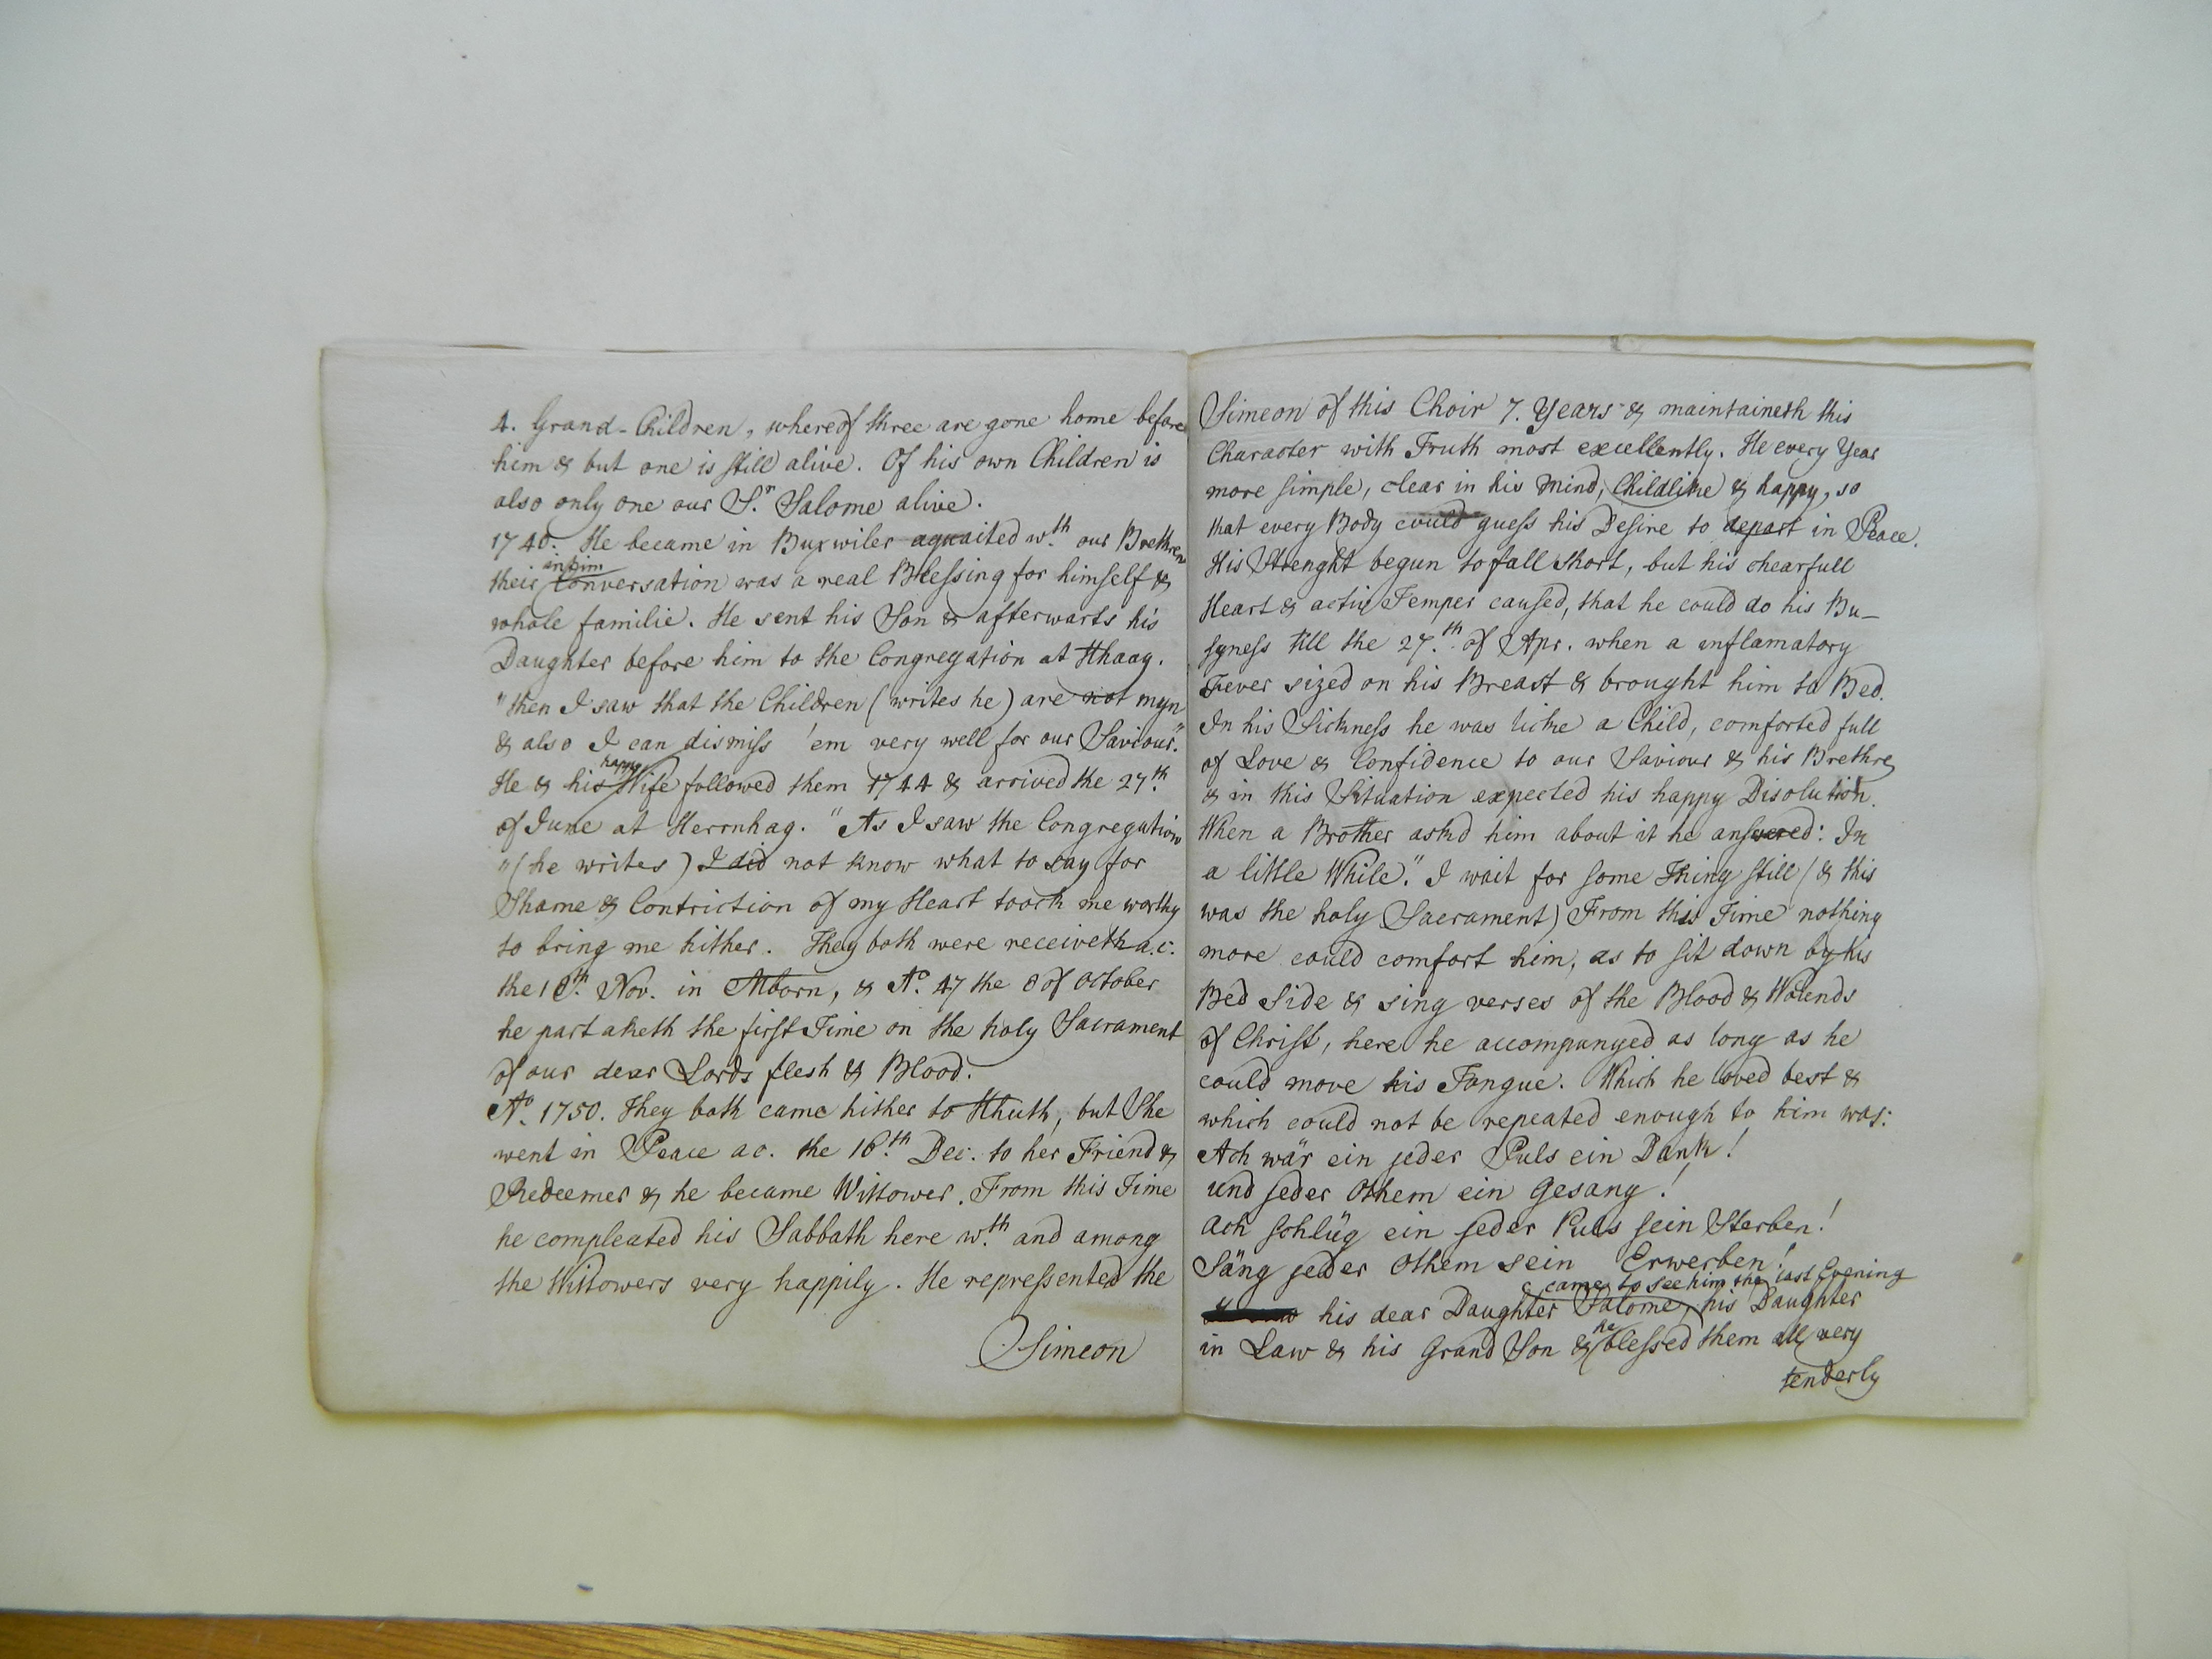 4. Grand-Children, whereof three are gone home before
him & but one is still alive. Of his own Children is
also only one our Sr. Salome alive.
1740. He became in Buxwiler aquaited wth. our Brethren
their conversation was a real Blessing for himself &
whole familie. He sent his Son & afterwarts his
Daughter before him to the Congregation at Hhaag.
"then I saw that the Children (writes he) are not myn
& also I can dismiss 'em very well for our Saviour."
He & his happy Wife followed them 1744 & arrived the 27th.
of June at Herrnhag. "As I saw the Congregation
"(he writes) I did not know what to say for
Shame & Contriction of my Heart toock me worthy
to bring me hither. They both were receiveth a.c.
the Nov. in , & Ao. 47 the 8 of October
he partaketh the first Time on the holy Sacrament
of our dear Lords flesh & Blood.
Ao. 1750. They both came hither to Hhuth, but She
went in Peace ac. the 16th. Dec. to her Friend &
Redeemer & he became Wittower. From this Time
he compleated his Sabbath here wth. and among
the Wittowers very happily. He repressented the
Simeon
Simeon of this Choir 7. Years & maintaineth this
Character with Truth most excellently. He every Year
more simple, clear in his Mind, Childlike & happy, so
that every Body could guess his Desire to depart in Peace.
His Strenght begun to fall short, but his chearfull
Heart & activ Temper caused, that he could do his Bu-
syness till the 27th. of Apr. when a inflamatory
Fever sized on his Breast & brought him to Bed.
In his Sickness he was licke a Child, comforted full
of Love & Confidence to our Saviour & his Brethre
& in this Situation expected his happy Disolution.
When a Brother askd him about it he answered: In
a little While." I wait for some Thing still (& this
was the holy Sacrament) From this Time nothing
more could comfort him, as to sit down by his
Bed Side & sing verses of the Blood & Wounds
of Christ, here he accompanyed as long as he
could move his Tongue. Which he loved best &
which could not be repeated enough to him was:
Ach wär ein jeder Puls ein Dank!
und jeder Othem ein Gesang!
ach schlüg ein jeder Puls sein Sterben!
Säng jeder Othem sein Erwerben!
came to see him the last Evening
his dear Daughter Salome, his Daughter
in Law & his Grand Son & he blessed them all very
tenderly